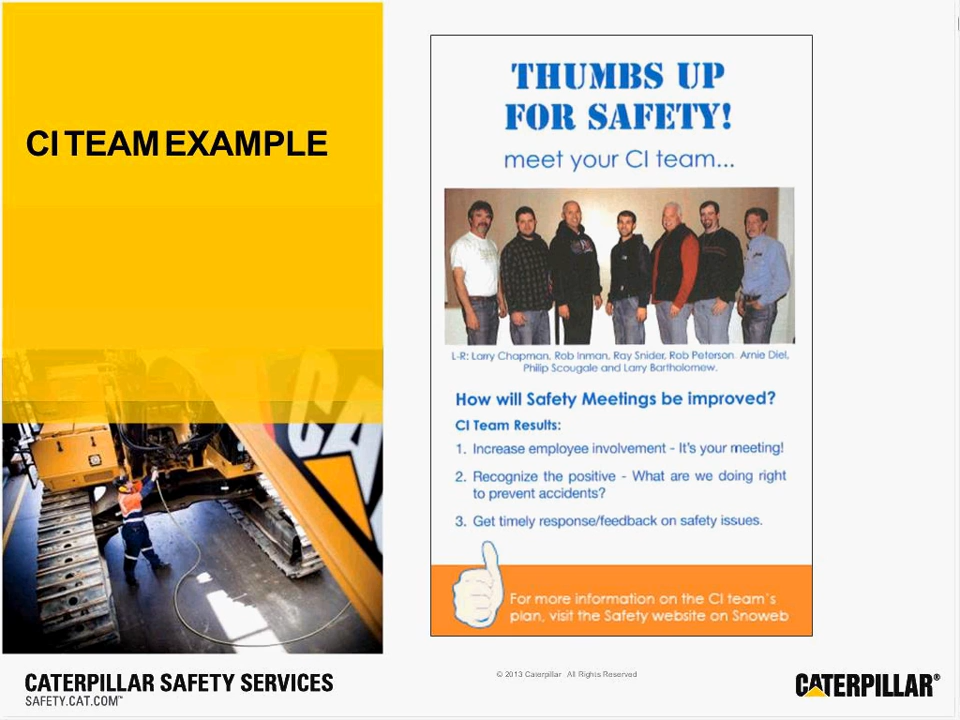 CI TEAM EXAMPLE
THUMBS UP
FOR SAFETY!
meet your CI team...
L-R: Larry Chapman, Rob Inman, Ray Snider, Rob Peterson. Arnie Diel,
Philip Scougale and Larry Bartholomew.
How will Safety Meetings be improved?
CI Team Results:
1. Increase employee involvement - It's your meeting!
2. Recognize the positive - What are we doing right
to prevent accidents?
3. Get timely response/feedback on safety issues.
For more information on the CI team's
plan, visit the Safety website on Snoweb
CATERPILLAR SAFETY SERVICES
SAFETY.CAT.COM™
© 2013 Caterpillar All Rights Reserved
CATERPILLAR®